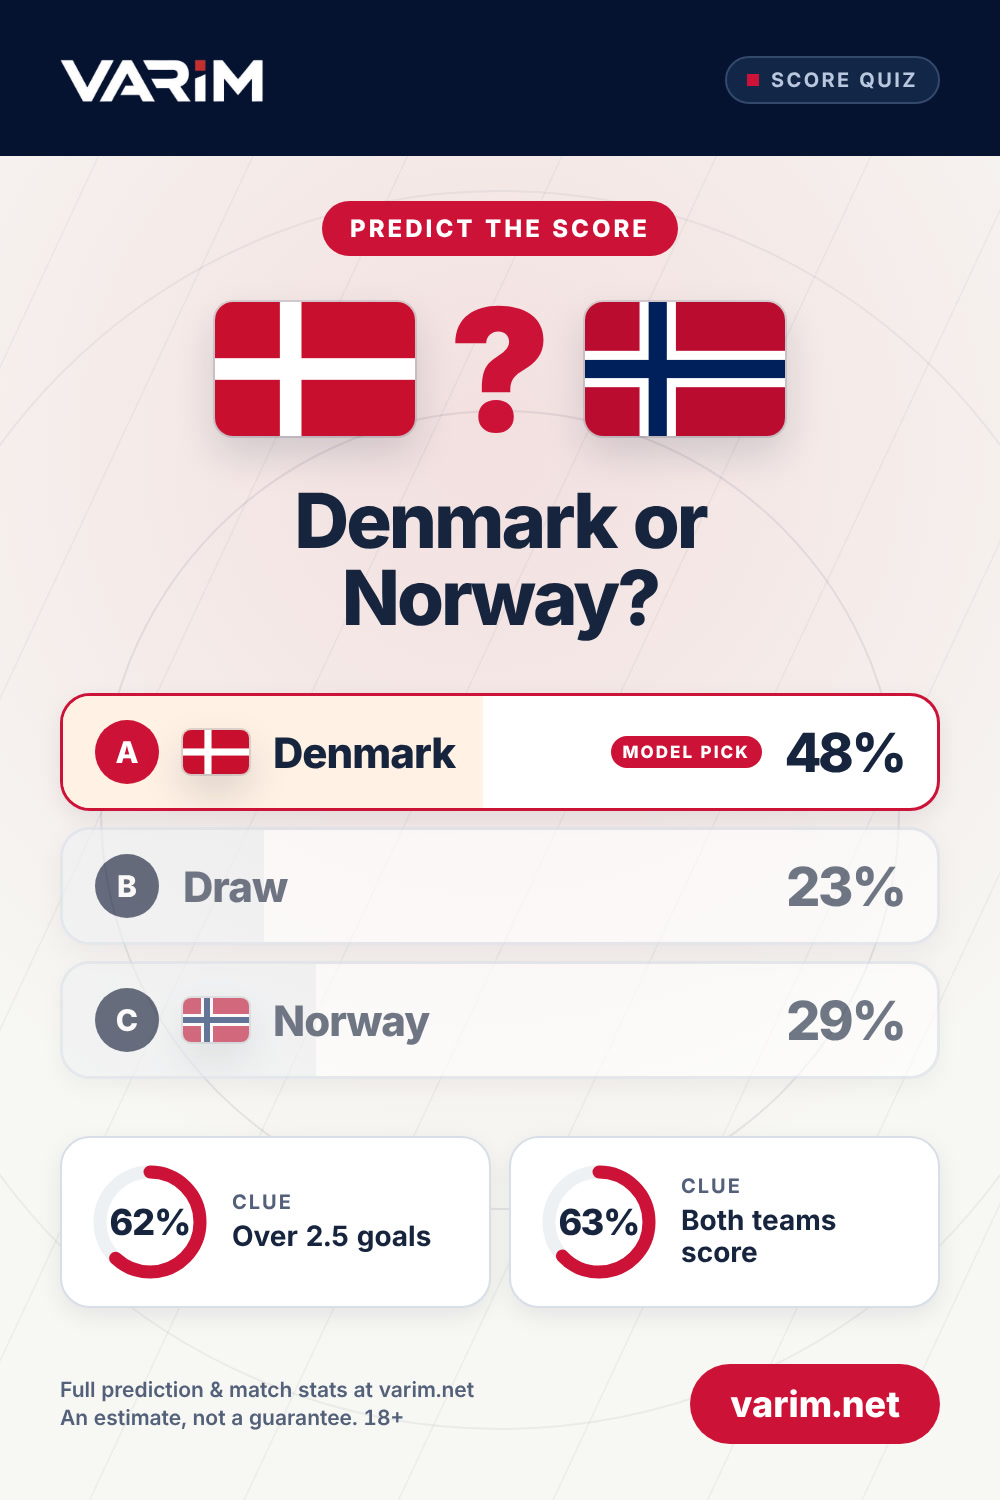 VARiM
SCORE QUIZ
PREDICT THE SCORE
?
Denmark or
Norway?
A Denmark MODEL PICK 48%
B Draw 23%
C Norway 29%
62% CLUE
Over 2.5 goals
63% CLUE
Both teams
score
Full prediction & match stats at varim.net
An estimate, not a guarantee. 18+
varim.net